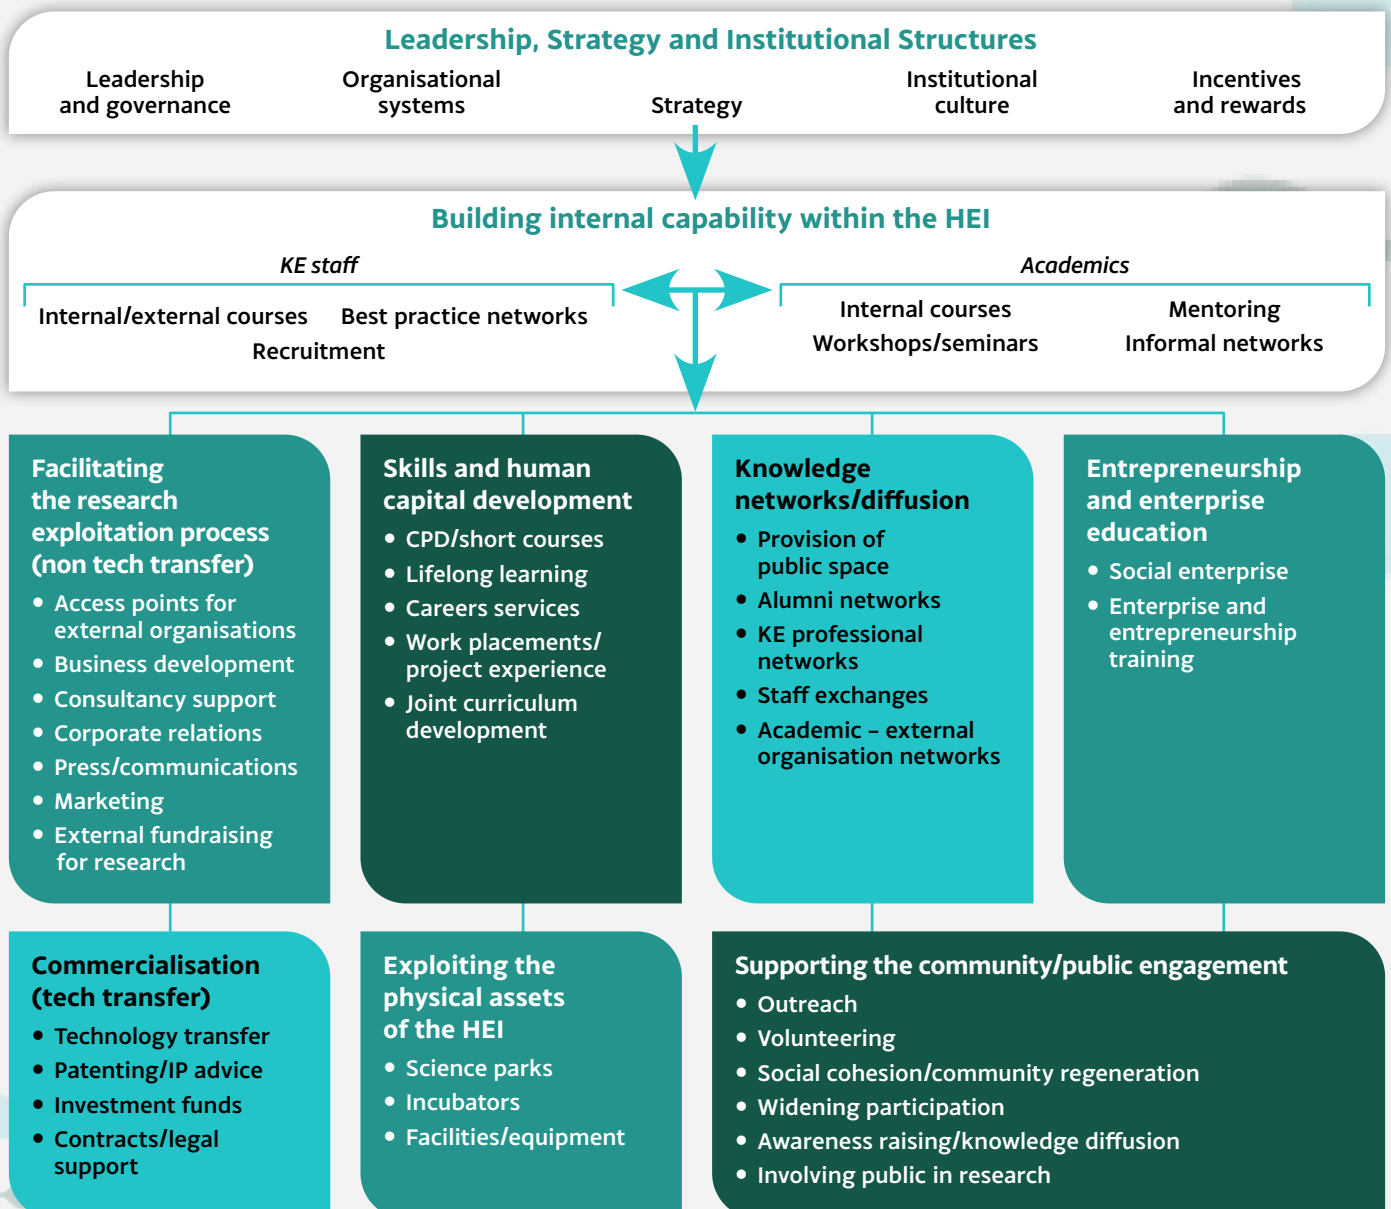 Leadership, Strategy and Institutional Structures
Leadership
and governance
Organisational
systems
Strategy
Institutional
culture
Incentives
and rewards
Building internal capability within the HEI
KE staff
Internal/external courses
Best practice networks
Recruitment
Academics
Internal courses
Mentoring
Workshops/seminars
Informal networks
Facilitating
the research
exploitation process
(non tech transfer)
• Access points for
external organisations
• Business development
• Consultancy support
• Corporate relations
• Press/communications
• Marketing
• External fundraising
for research
Skills and human
capital development
• CPD/short courses
• Lifelong learning
• Careers services
• Work placements/
project experience
• Joint curriculum
development
Knowledge
networks/diffusion
• Provision of
public space
• Alumni networks
• KE professional
networks
• Staff exchanges
• Academic – external
organisation networks
Entrepreneurship
and enterprise
education
• Social enterprise
• Enterprise and
entrepreneurship
training
Commercialisation
(tech transfer)
• Technology transfer
• Patenting/IP advice
• Investment funds
• Contracts/legal
support
Exploiting the
physical assets
of the HEI
• Science parks
• Incubators
• Facilities/equipment
Supporting the community/public engagement
• Outreach
• Volunteering
• Social cohesion/community regeneration
• Widening participation
• Awareness raising/knowledge diffusion
• Involving public in research